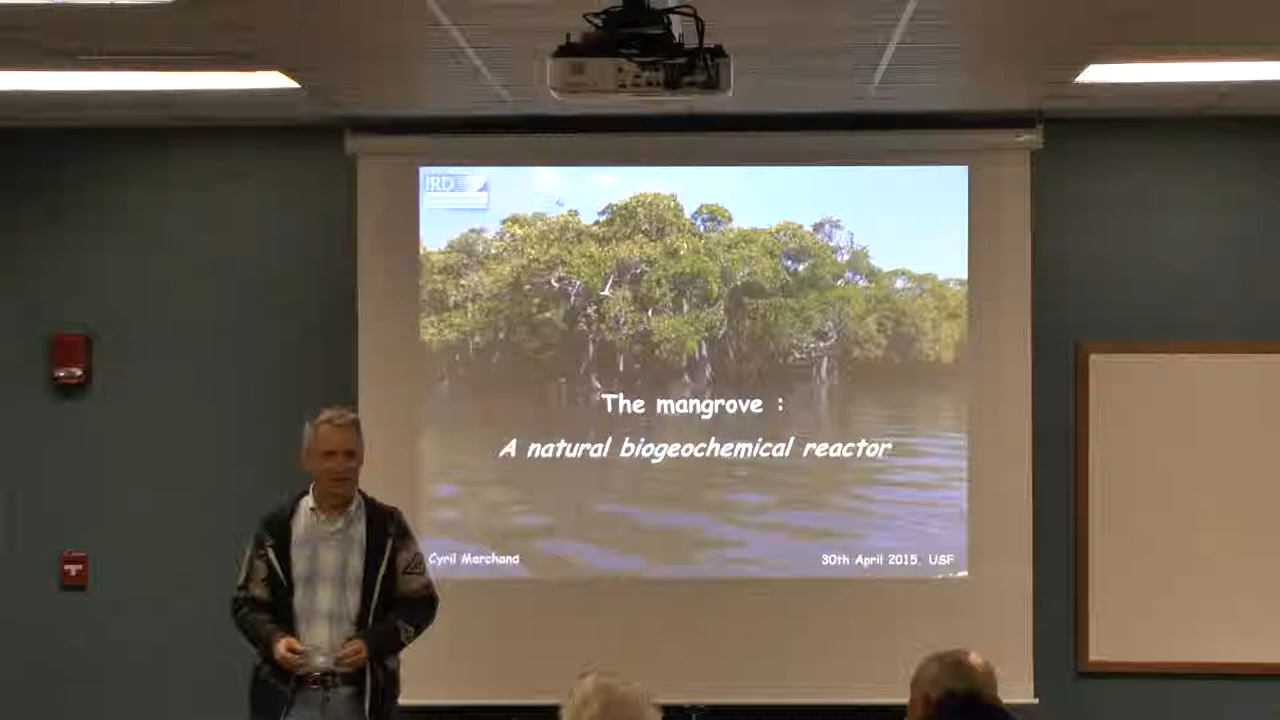 IRD
The mangrove :
A natural biogeochemical reactor
Cyril Marchand
30th April 2015, USF